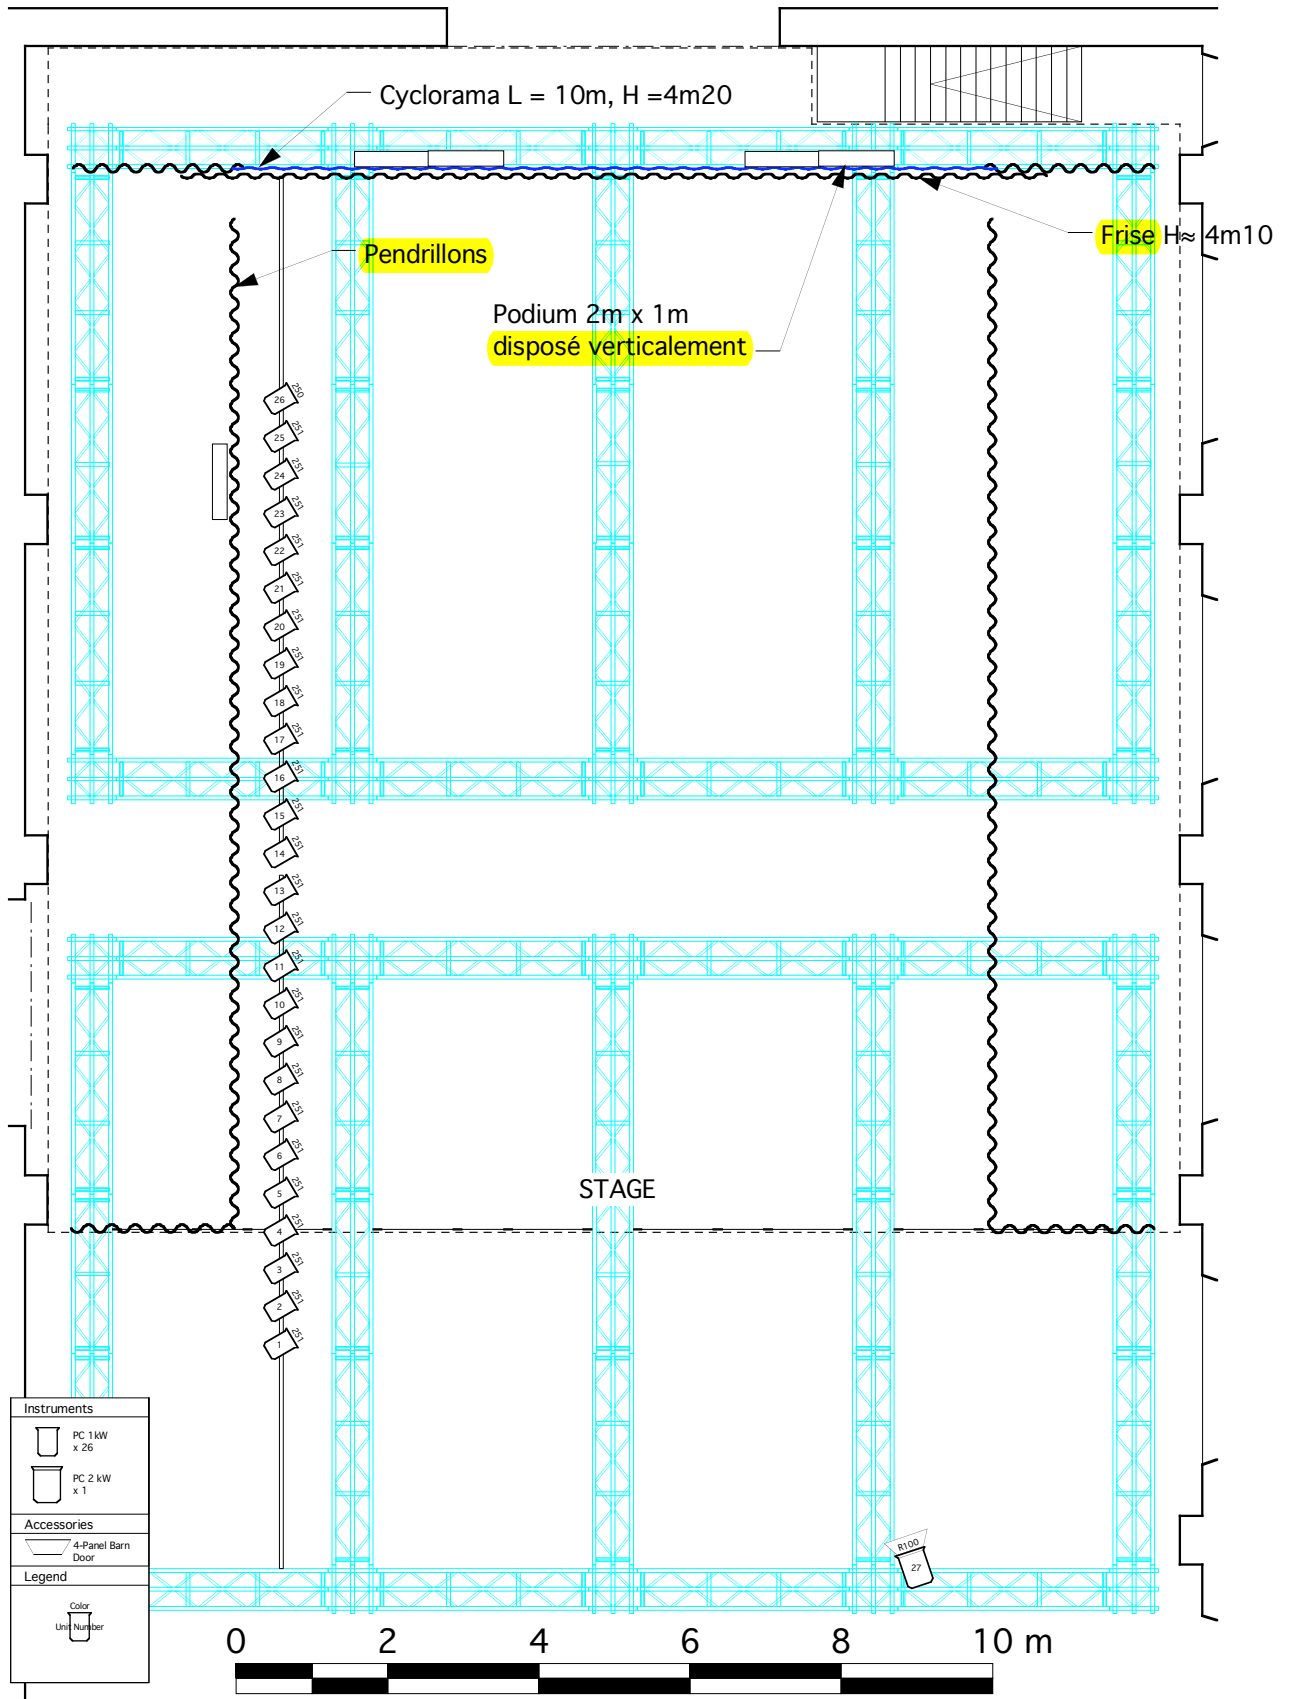 Cyclorama L = 10m, H =4m20
Frise H≈ 4m10
Pendrillons
Podium 2m x 1m
disposé verticalement
250
26
251
25
251
24
251
23
251
22
251
21
251
20
251
19
251
18
251
17
251
16
251
15
251
14
251
13
251
12
251
11
251
10
251
9
251
8
251
7
251
6
251
5
STAGE
251
4
251
3
251
2
251
1
Instruments
PC 1kW
x 26
PC 2 kW
x 1
Accessories
4-Panel Barn
Door
Legend
Color
Unit Number
R100
27
0 2 4 6 8 10 m